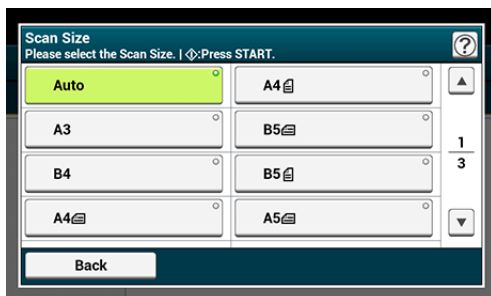 Scan Size
Please select the Scan Size. | :Press START.
?
Auto
A4
A3
B5
1
B4
B5
3
A4
A5
Back